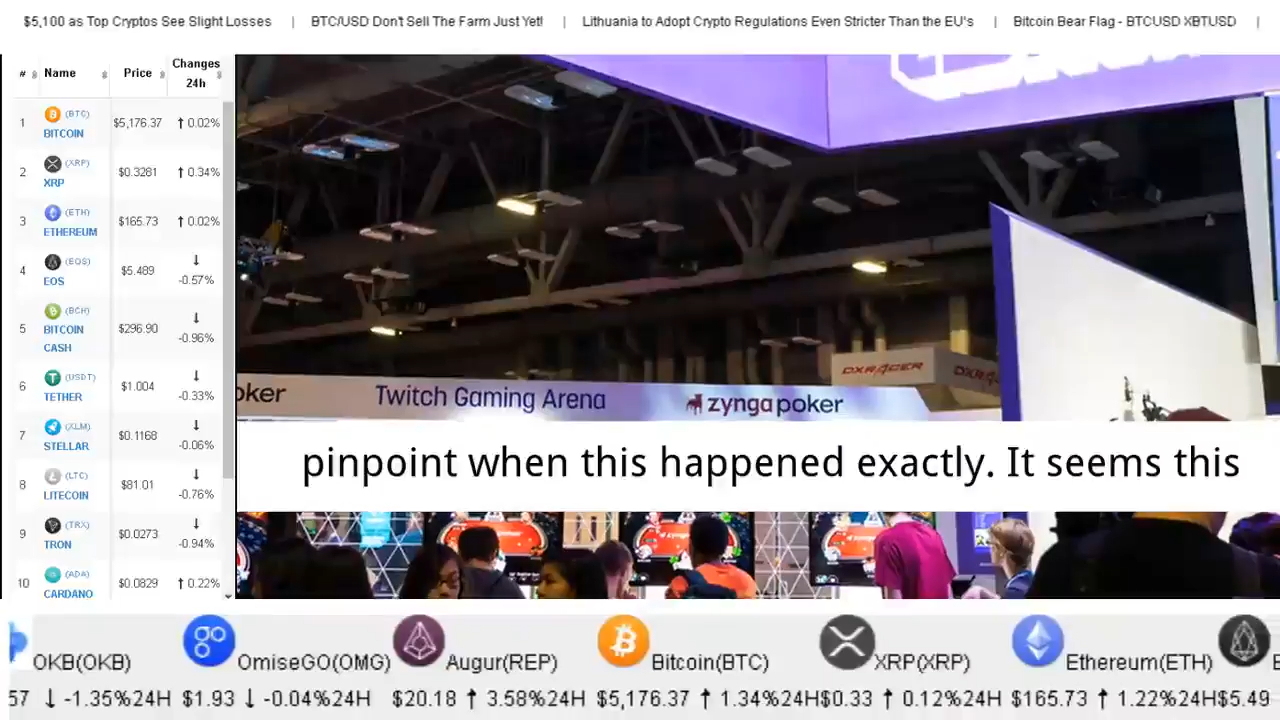 $5,100 as Top Cryptos See Slight Losses | BTC/USD Don't Sell The Farm Just Yet! | Lithuania to Adopt Crypto Regulations Even Stricter Than the EU's | Bitcoin Bear Flag - BTCUSD XBTUSD |
# Name Price Changes 24h
1 (BTC) BITCOIN $5,176.37 ↑ 0.02%
2 (XRP) XRP $0.3281 ↑ 0.34%
3 (ETH) ETHEREUM $165.73 ↑ 0.02%
4 (EOS) EOS $5.489 ↓ -0.57%
5 (BCH) BITCOIN CASH $296.90 ↓ -0.96%
6 (USDT) TETHER $1.004 ↓ -0.33%
7 (XLM) STELLAR $0.1168 ↓ -0.06%
8 (LTC) LITECOIN $81.01 ↓ -0.76%
9 (TRX) TRON $0.0273 ↓ -0.94%
10 (ADA) CARDANO $0.0829 ↑ 0.22%
DXRACER
oker Twitch Gaming Arena zynga poker
pinpoint when this happened exactly. It seems this
OKB(OKB) OmiseGO(OMG) Augur(REP) Bitcoin(BTC) XRP(XRP) Ethereum(ETH)
57 ↓ -1.35%24H $1.93 ↓ -0.04%24H $20.18 ↑ 3.58%24H $5,176.37 ↑ 1.34%24H $0.33 ↑ 0.12%24H $165.73 ↑ 1.22%24H $5.49